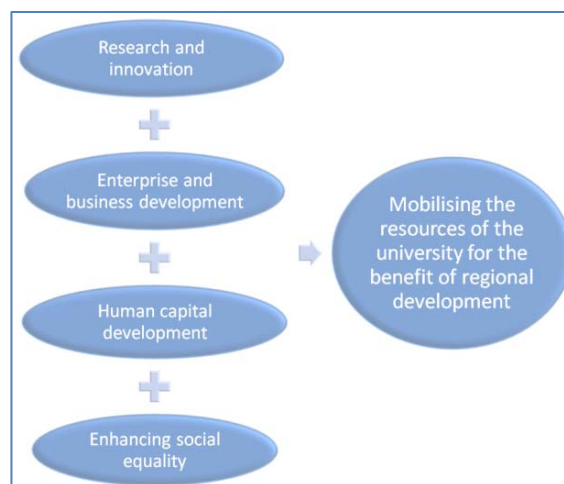 Research and
innovation
Enterprise and
business development
Human capital
development
Enhancing social
equality
Mobilising the
resources of the
university for the
benefit of regional
development